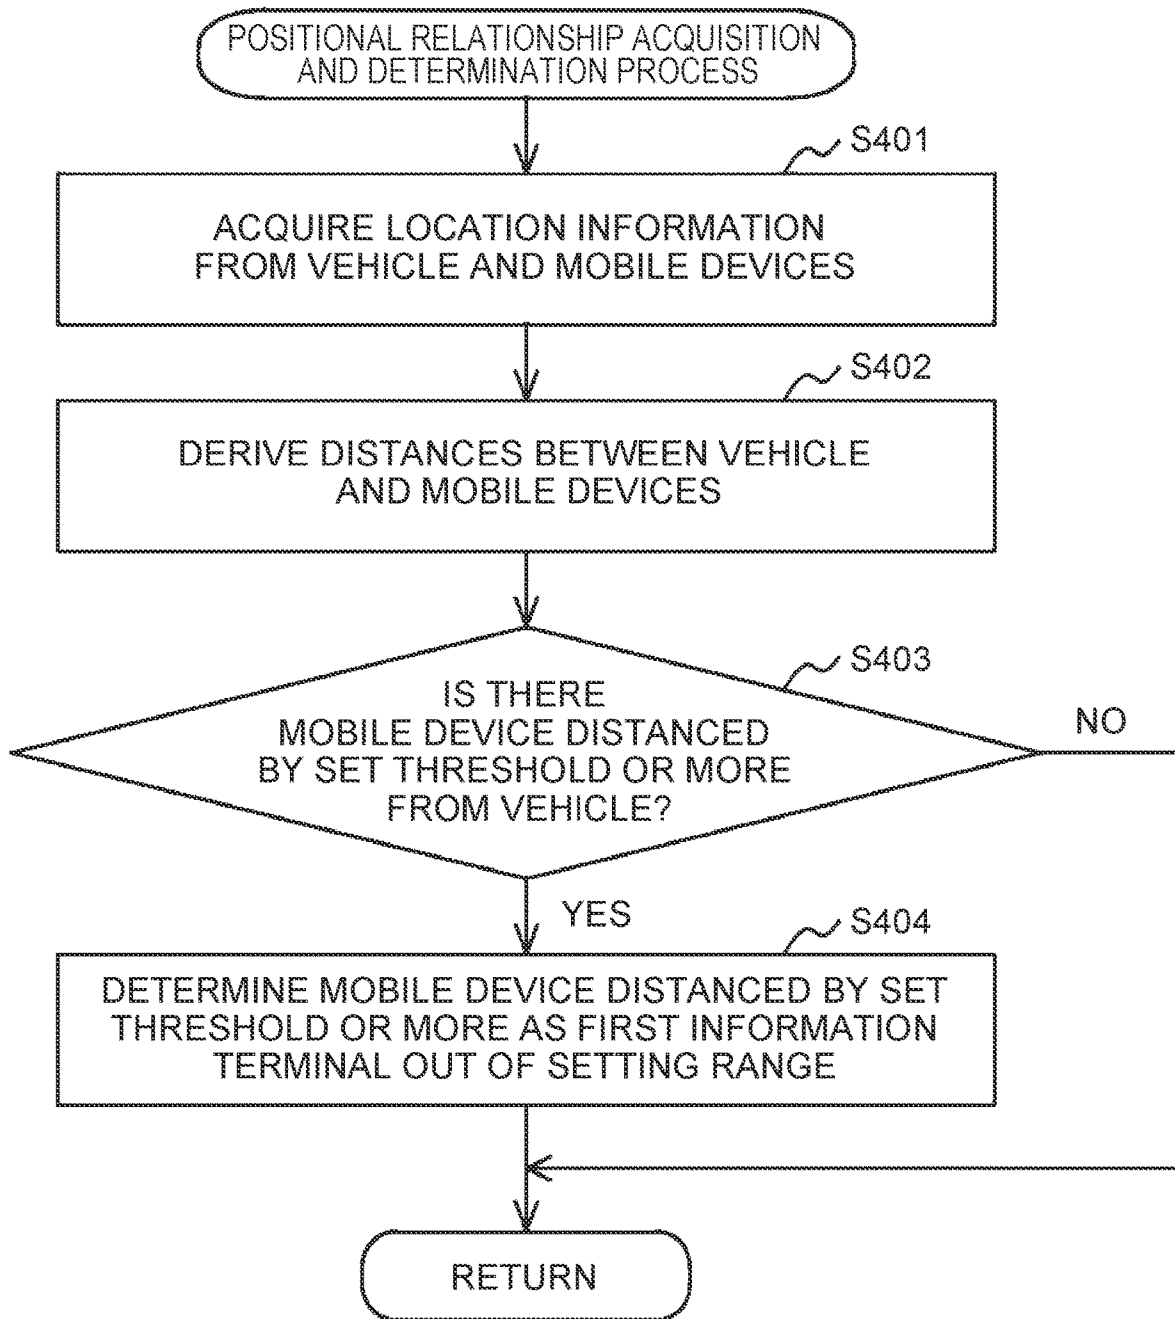 POSITIONAL RELATIONSHIP ACQUISITION
AND DETERMINATION PROCESS
S401
ACQUIRE LOCATION INFORMATION
FROM VEHICLE AND MOBILE DEVICES
S402
DERIVE DISTANCES BETWEEN VEHICLE
AND MOBILE DEVICES
S403
IS THERE
MOBILE DEVICE DISTANCED
BY SET THRESHOLD OR MORE
FROM VEHICLE?
NO
YES
S404
DETERMINE MOBILE DEVICE DISTANCED BY SET
THRESHOLD OR MORE AS FIRST INFORMATION
TERMINAL OUT OF SETTING RANGE
RETURN